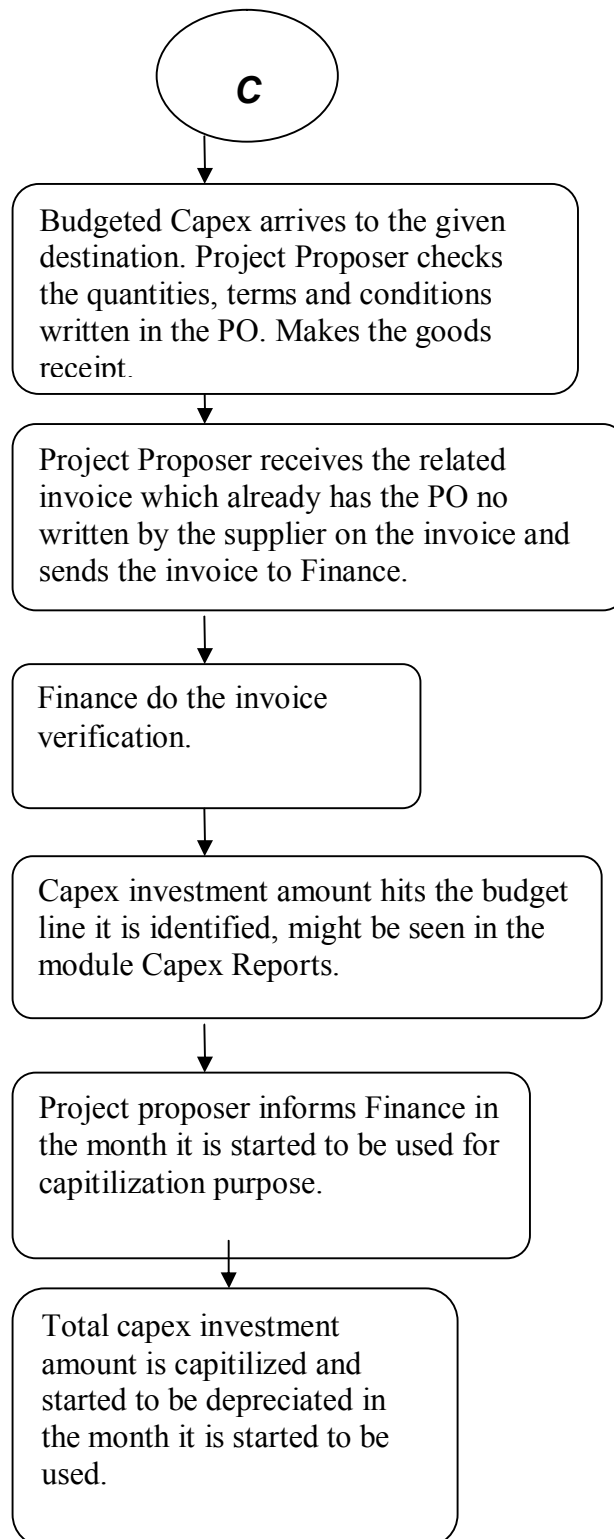 C
Budgeted Capex arrives to the given
destination. Project Proposer checks
the quantities, terms and conditions
written in the PO. Makes the goods
receipt.
Project Proposer receives the related
invoice which already has the PO no
written by the supplier on the invoice and
sends the invoice to Finance.
Finance do the invoice
verification.
Capex investment amount hits the budget
line it is identified, might be seen in the
module Capex Reports.
Project proposer informs Finance in
the month it is started to be used for
capitilization purpose.
Total capex investment
amount is capitilized and
started to be depreciated in
the month it is started to be
used.